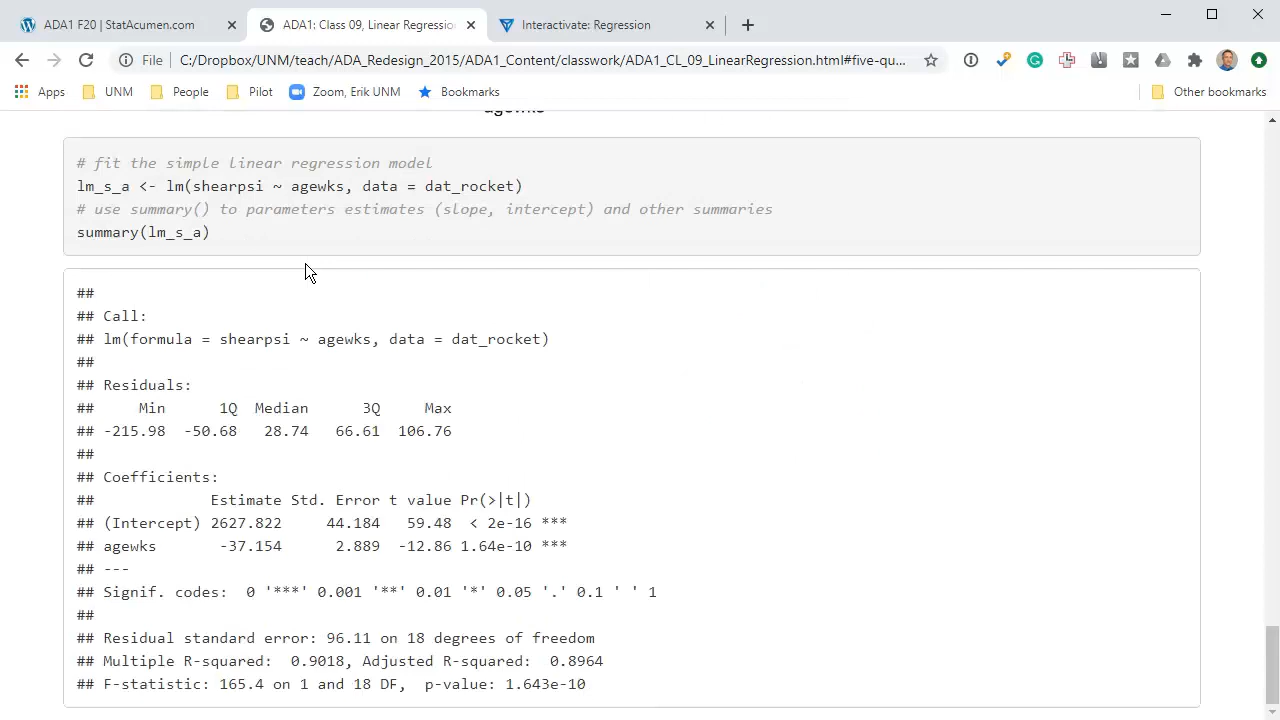 ADA1 F20 | StatAcumen.com
ADA1: Class 09, Linear Regressio
Interactivate: Regression
File C:/Dropbox/UNM/teach/ADA_Redesign_2015/ADA1_Content/classwork/ADA1_CL_09_LinearRegression.html#five-qu...
Apps UNM People Pilot Zoom, Erik UNM Bookmarks Other bookmarks
agewks
# fit the simple linear regression model
lm_s_a <- lm(shearpsi ~ agewks, data = dat_rocket)
# use summary() to parameters estimates (slope, intercept) and other summaries
summary(lm_s_a)
##
## Call:
## lm(formula = shearpsi ~ agewks, data = dat_rocket)
##
## Residuals:
##     Min      1Q  Median      3Q     Max
## -215.98  -50.68   28.74   66.61  106.76
##
## Coefficients:
##             Estimate Std. Error t value Pr(>|t|)
## (Intercept) 2627.822     44.184   59.48  < 2e-16 ***
## agewks       -37.154      2.889  -12.86 1.64e-10 ***
## ---
## Signif. codes:  0 '***' 0.001 '**' 0.01 '*' 0.05 '.' 0.1 ' ' 1
##
## Residual standard error: 96.11 on 18 degrees of freedom
## Multiple R-squared:  0.9018, Adjusted R-squared:  0.8964
## F-statistic: 165.4 on 1 and 18 DF,  p-value: 1.643e-10